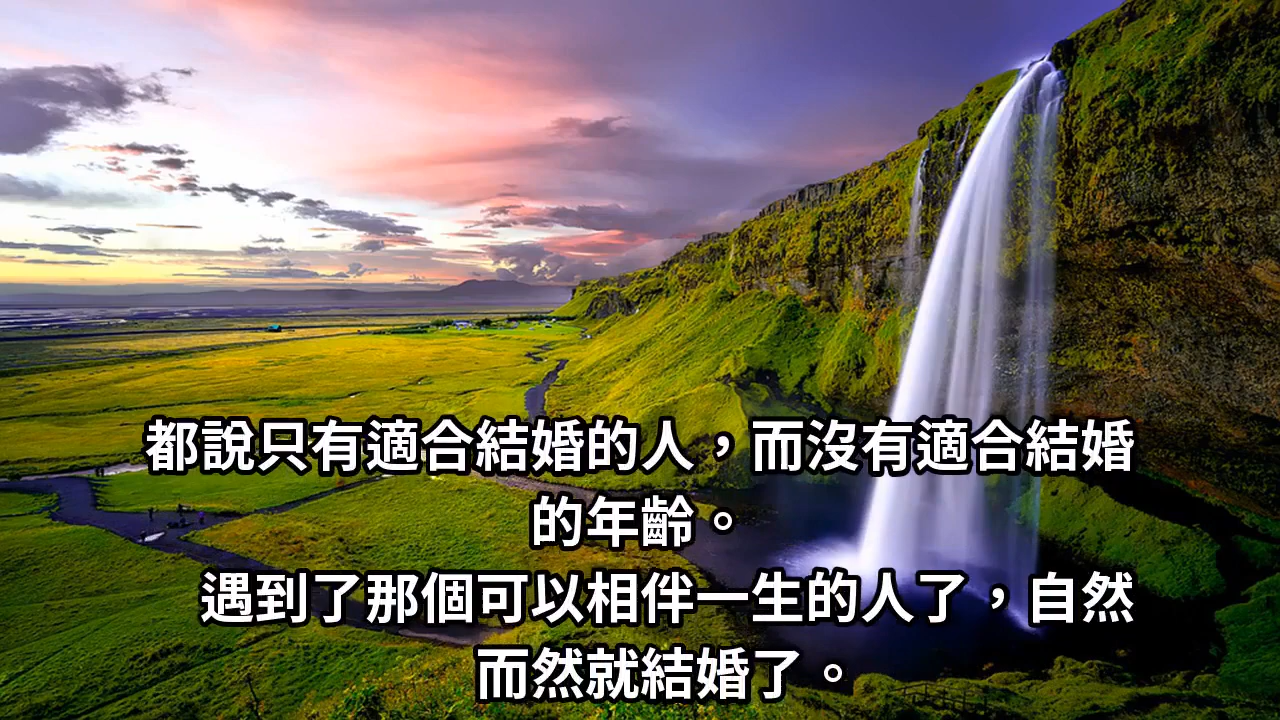 都說只有適合結婚的人，而沒有適合結婚
的年齡。
遇到了那個可以相伴一生的人了，自然
而然就結婚了。